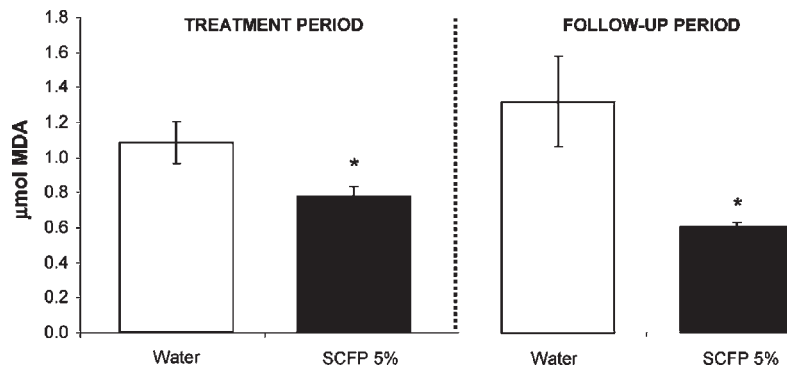 TREATMENT PERIOD
FOLLOW-UP PERIOD
µmol MDA
1.8
1.6
1.4
1.2
1.0
0.8
0.6
0.4
0.2
0.0
*
*
Water
SCFP 5%
Water
SCFP 5%